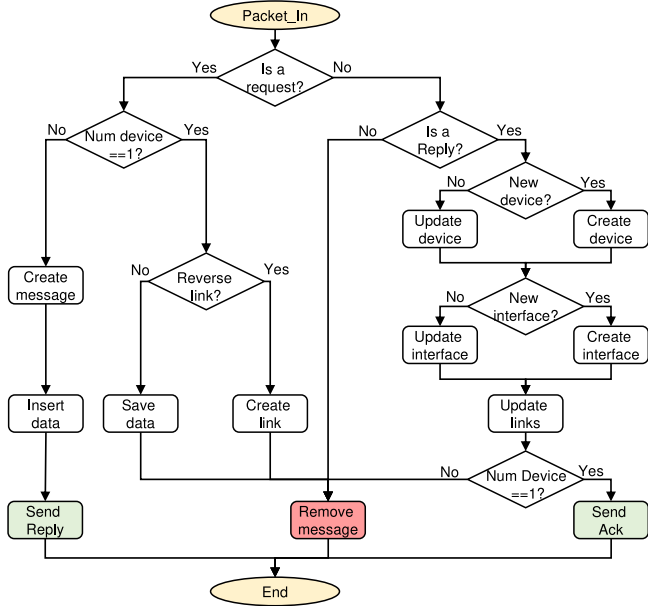 Packet_In
Is a
request?
Yes
No
Num device
==1?
No
Yes
Is a
Reply?
No
Yes
New
device?
No
Yes
Update
device
Create
device
Create
message
Reverse
link?
No
Yes
New
interface?
No
Yes
Update
interface
Create
interface
Insert
data
Save
data
Create
link
Update
links
Num Device
==1?
No
Yes
Send
Reply
Remove
message
Send
Ack
End